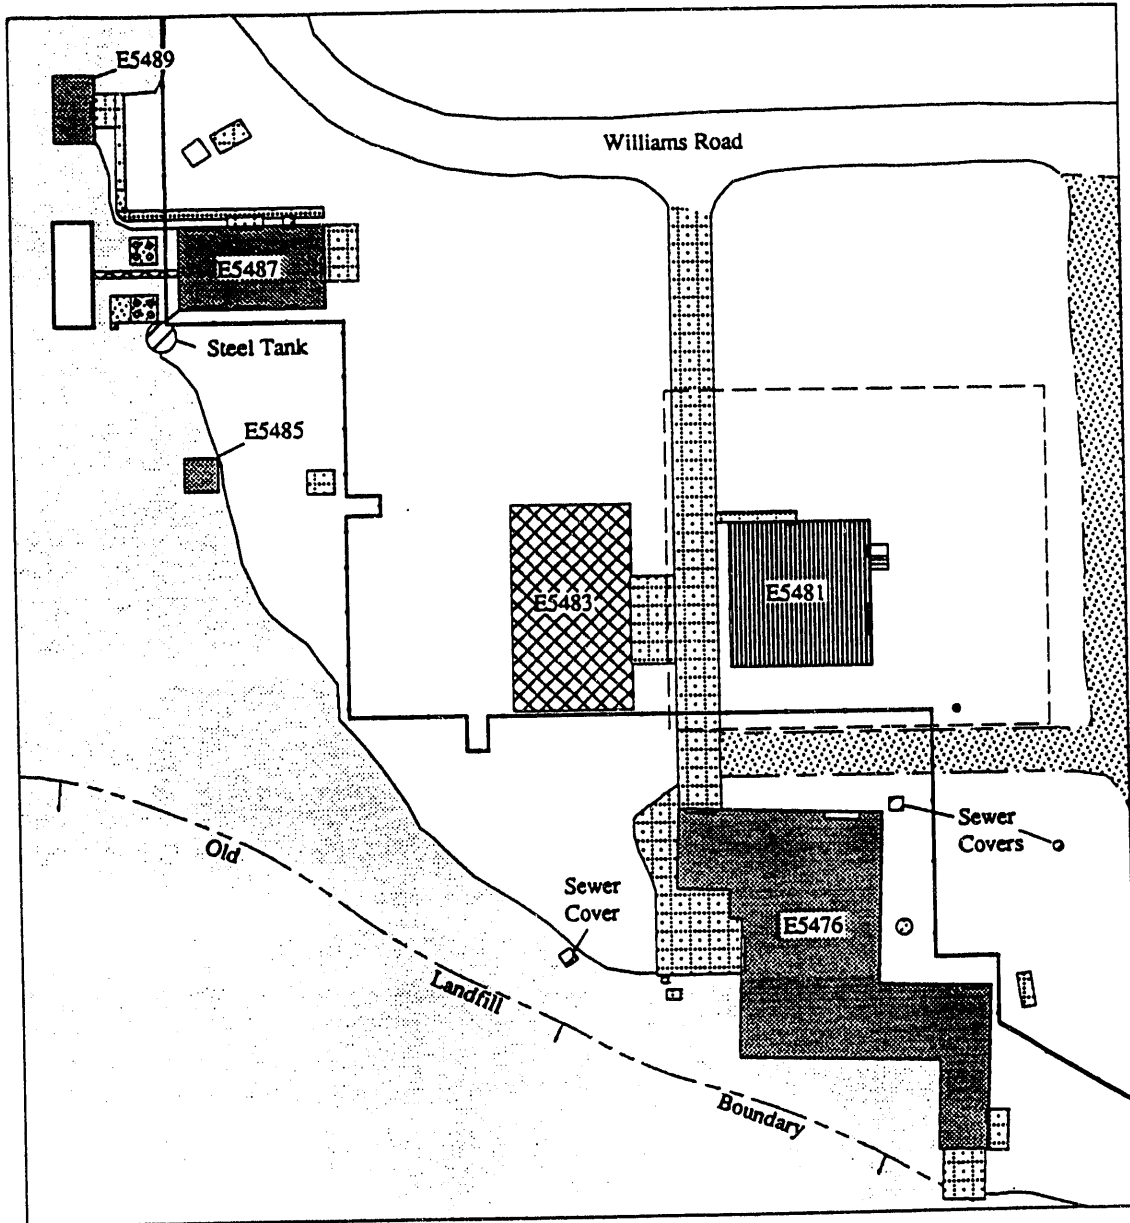 E5489
Williams Road
E5487
Steel Tank
E5485
E5483
E5481
Sewer
Covers
Old
Sewer
Cover
E5476
Landfill
Boundary